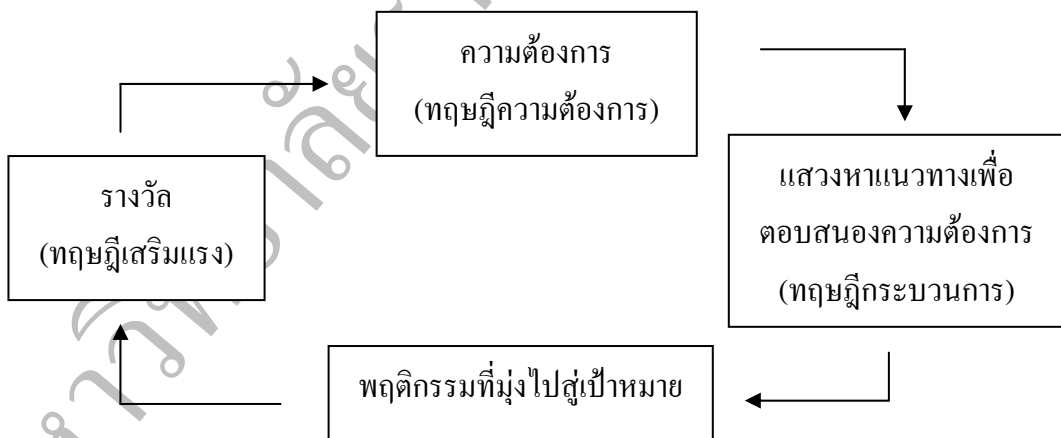 ความต้องการ
(ทฤษฎีความต้องการ)
แสวงหาแนวทางเพื่อ
ตอบสนองความต้องการ
(ทฤษฎีกระบวนการ)
พฤติกรรมที่มุ่งไปสู่เป้าหมาย
รางวัล
(ทฤษฎีเสริมแรง)